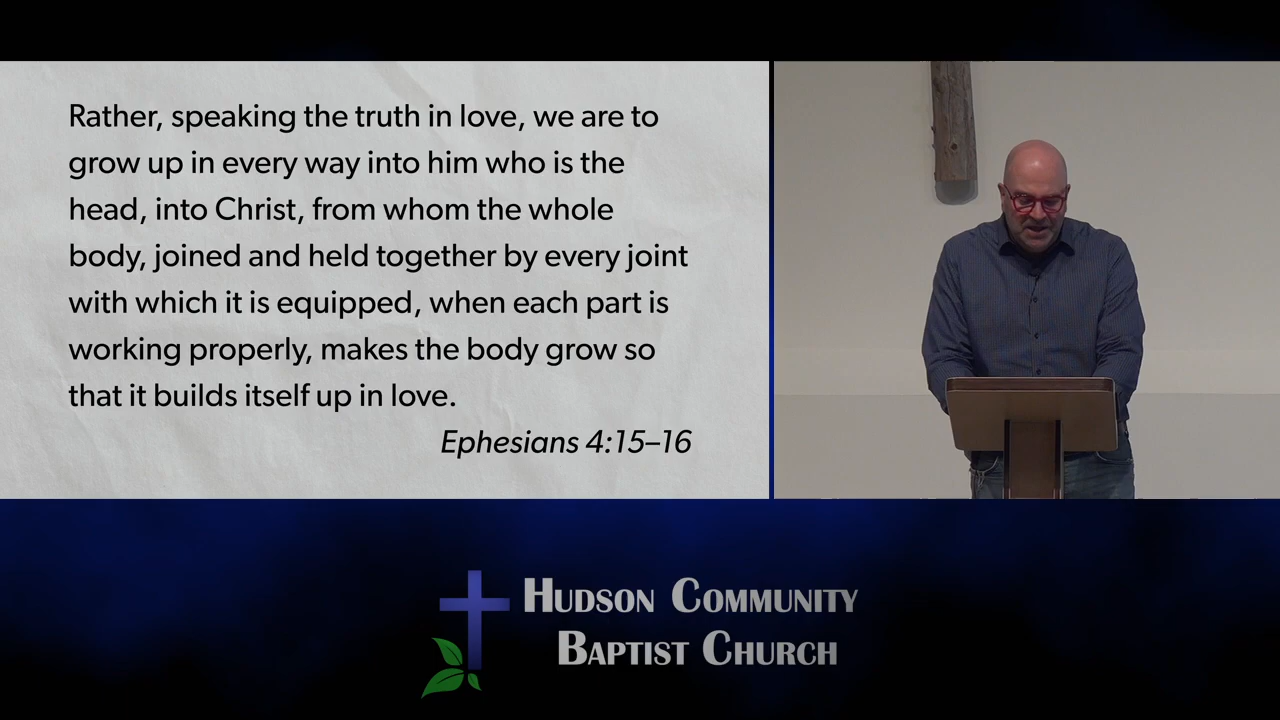 Rather, speaking the truth in love, we are to
grow up in every way into him who is the
head, into Christ, from whom the whole
body, joined and held together by every joint
with which it is equipped, when each part is
working properly, makes the body grow so
that it builds itself up in love.
Ephesians 4:15–16
Hudson Community
Baptist Church